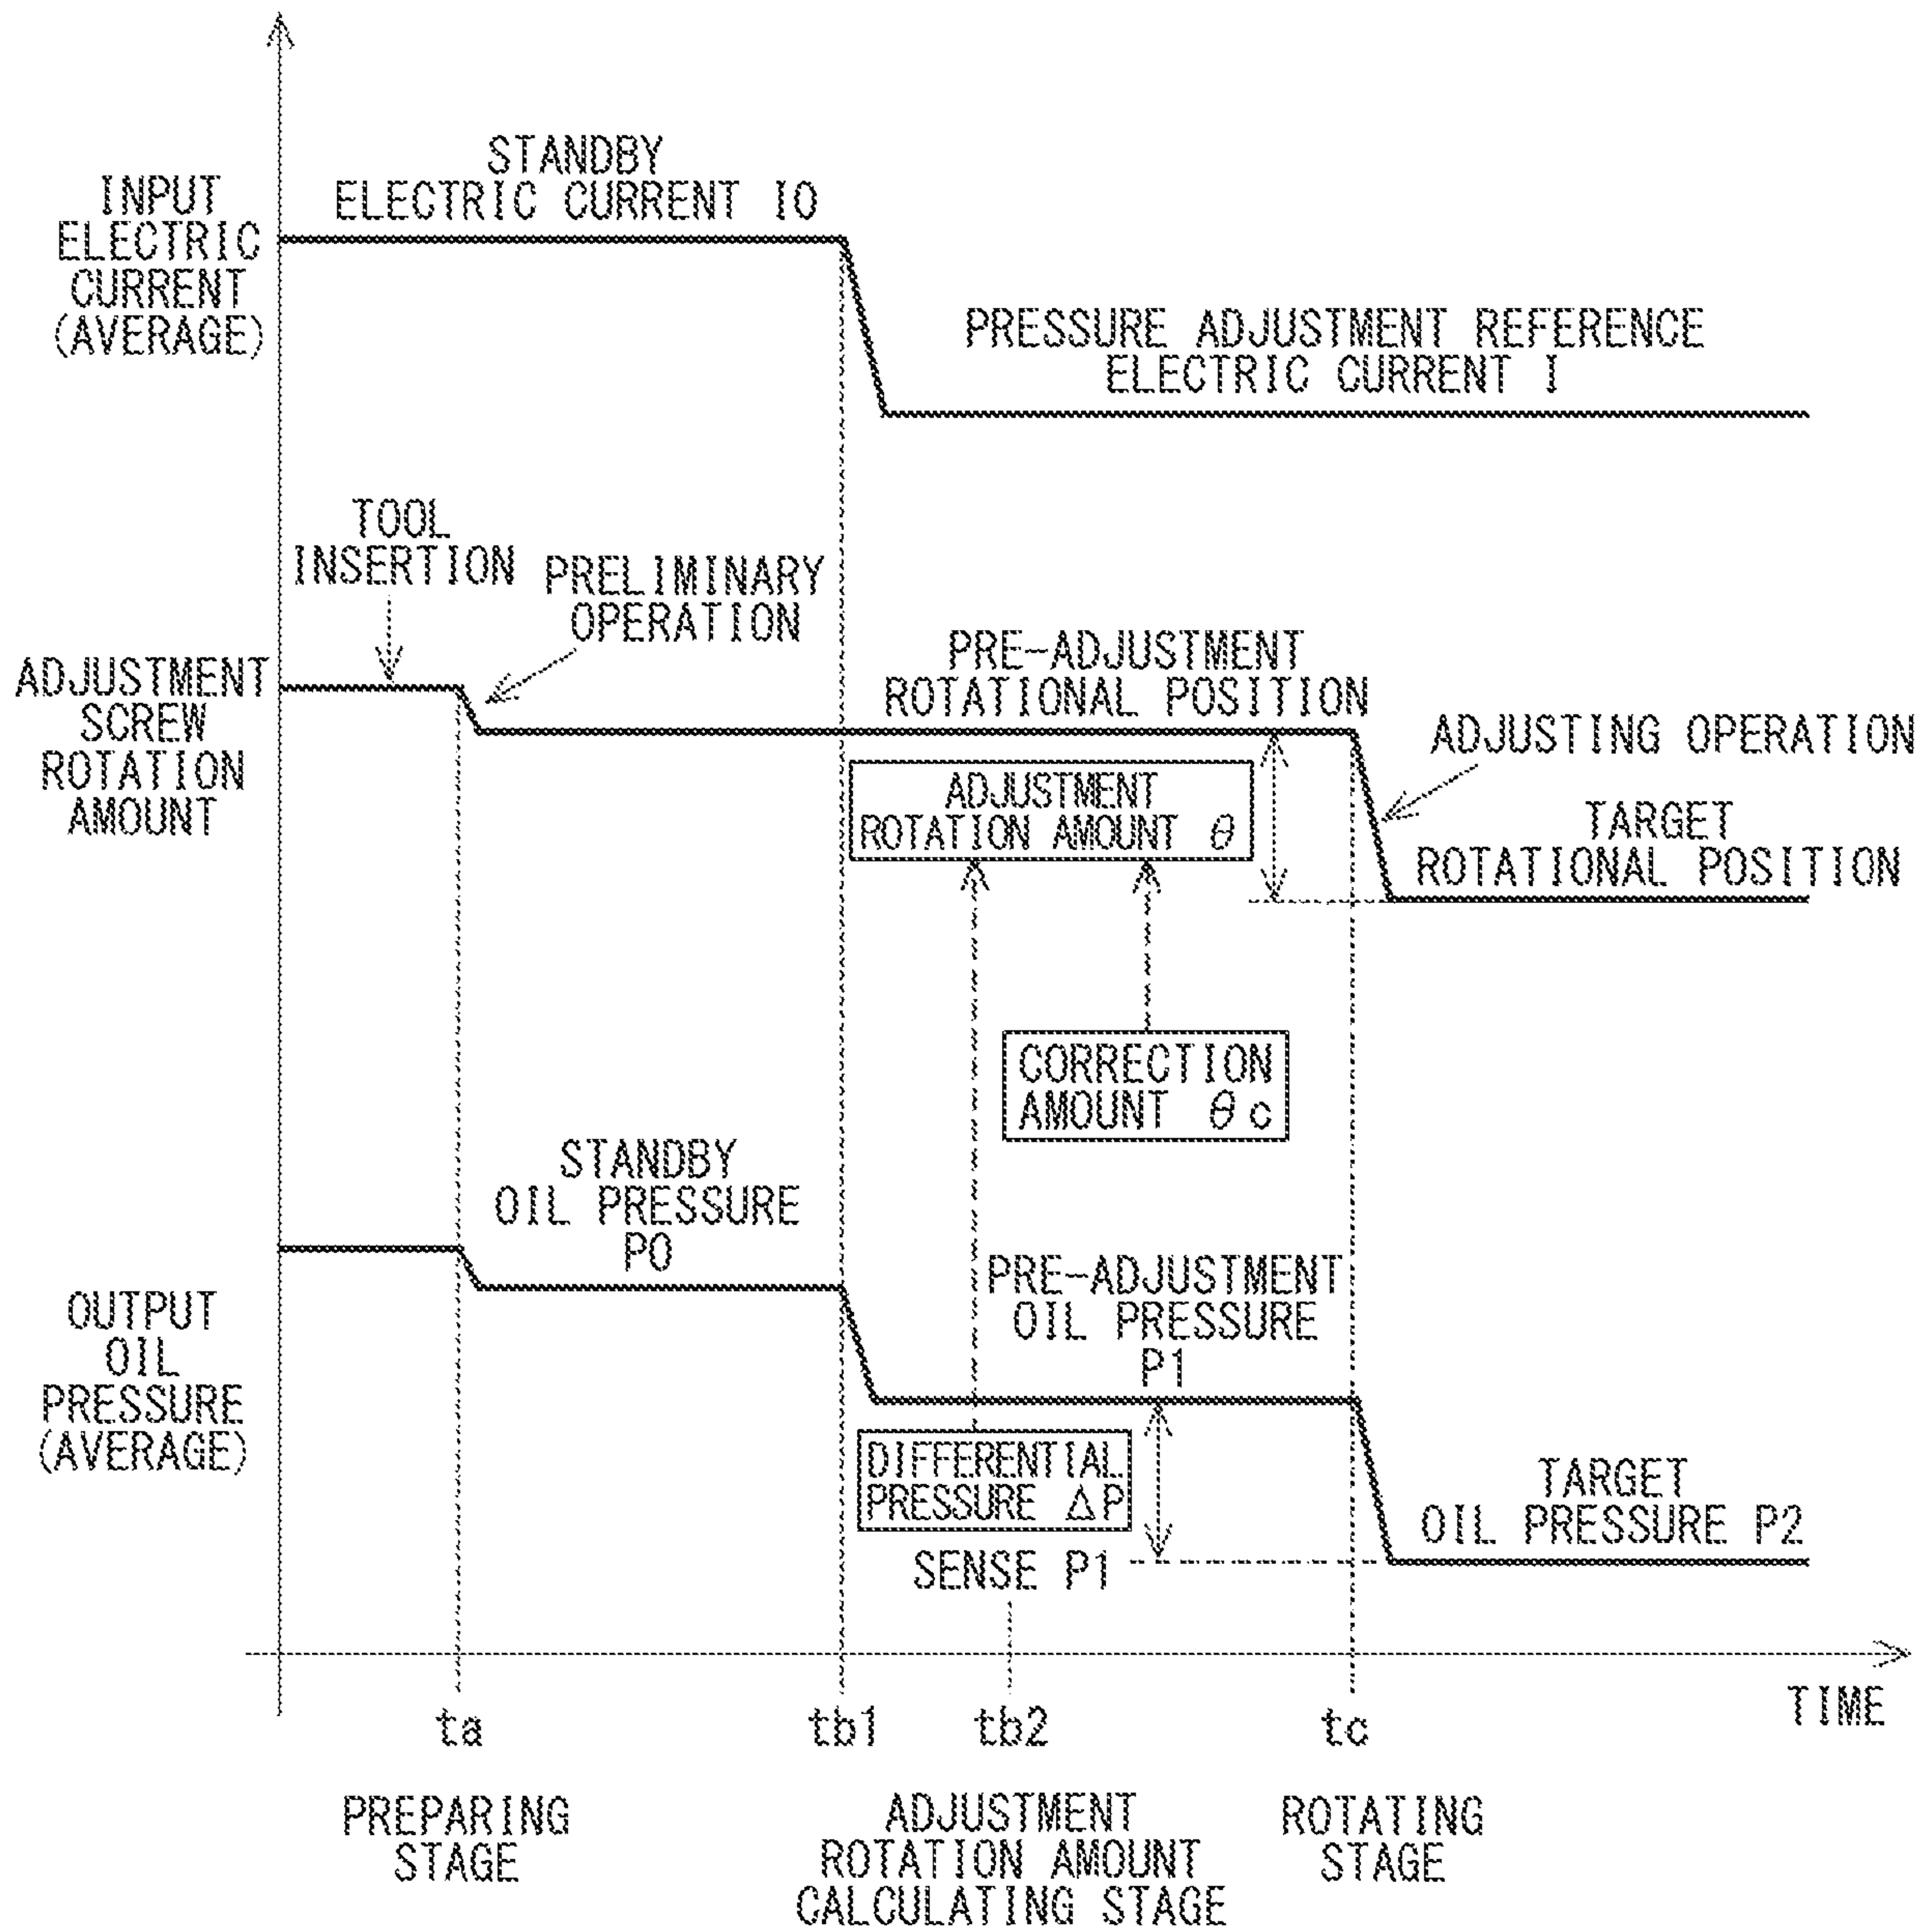 STANDBY
ELECTRIC CURRENT I0
INPUT
ELECTRIC
CURRENT
(AVERAGE)
PRESSURE ADJUSTMENT REFERENCE
ELECTRIC CURRENT I
TOOL
INSERTION
PRELIMINARY
OPERATION
ADJUSTMENT
SCREW
ROTATION
AMOUNT
PRE-ADJUSTMENT
ROTATIONAL POSITION
ADJUSTING OPERATION
ADJUSTMENT
ROTATION AMOUNT θ
TARGET
ROTATIONAL POSITION
CORRECTION
AMOUNT θc
STANDBY
OIL PRESSURE
P0
OUTPUT
OIL
PRESSURE
(AVERAGE)
PRE-ADJUSTMENT
OIL PRESSURE
P1
DIFFERENTIAL
PRESSURE ΔP
SENSE P1
TARGET
OIL PRESSURE P2
TIME
ta
tb1
tb2
tc
PREPARING
STAGE
ADJUSTMENT
ROTATION AMOUNT
CALCULATING STAGE
ROTATING
STAGE